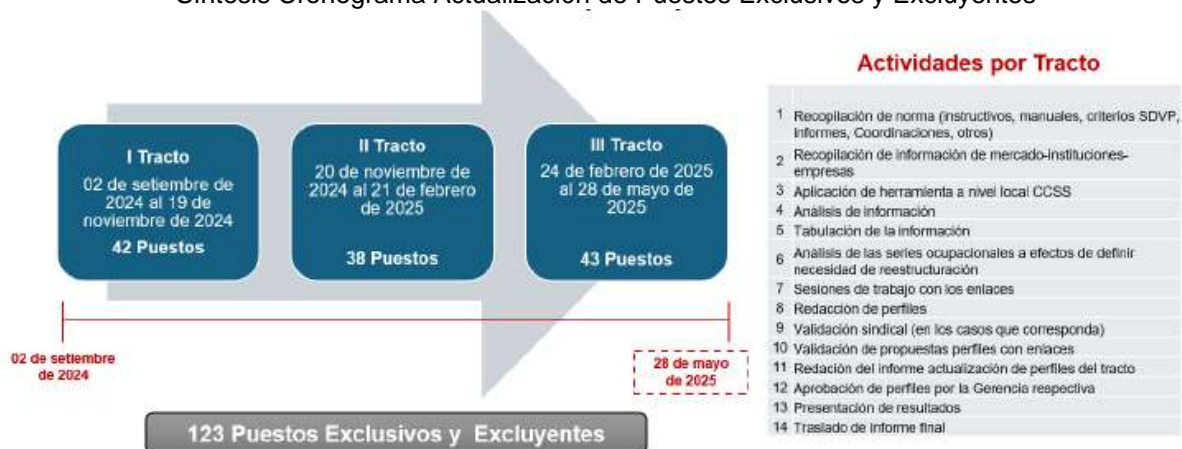 Síntesis Cronograma Actualización de Puestos Exclusivos y Excluyentes
I Tracto
02 de setiembre de
2024 al 19 de
noviembre de 2024
42 Puestos
II Tracto
20 de noviembre de
2024 al 21 de febrero
de 2025
38 Puestos
III Tracto
24 de febrero de 2025
al 28 de mayo de
2025
43 Puestos
02 de setiembre
de 2024
28 de mayo
de 2025
123 Puestos Exclusivos y Excluyentes
Actividades por Tracto
1 Recopilación de norma (instructivos, manuales, criterios SDVP,
informes, Coordinaciones, otros)
2 Recopilación de información de mercado-instituciones-
empresas
3 Aplicación de herramienta a nivel local CCSS
4 Análisis de información
5 Tabulación de la información
6 Análisis de las series ocupacionales a efectos de definir
necesidad de reestructuración
7 Sesiones de trabajo con los enlaces
8 Redacción de perfiles
9 Validación sindical (en los casos que corresponda)
10 Validación de propuestas perfiles con enlaces
11 Redación del informe actualización de perfiles del tracto
12 Aprobación de perfiles por la Gerencia respectiva
13 Presentación de resultados
14 Traslado de informe final